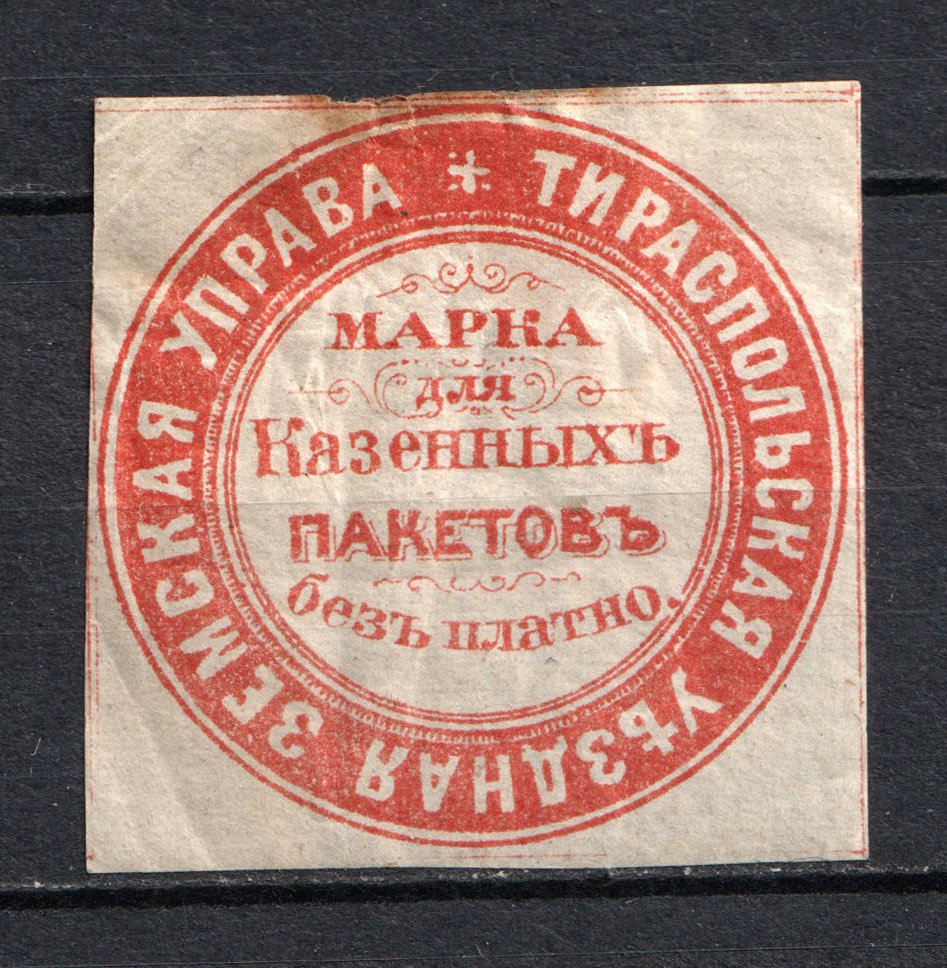 ТИРАСПОЛЬСКАЯ УѢЗДНАЯ ЗЕМСКАЯ УПРАВА
МАРКА
для
Казенныхъ
ПАКЕТОВЪ
безъ платно.